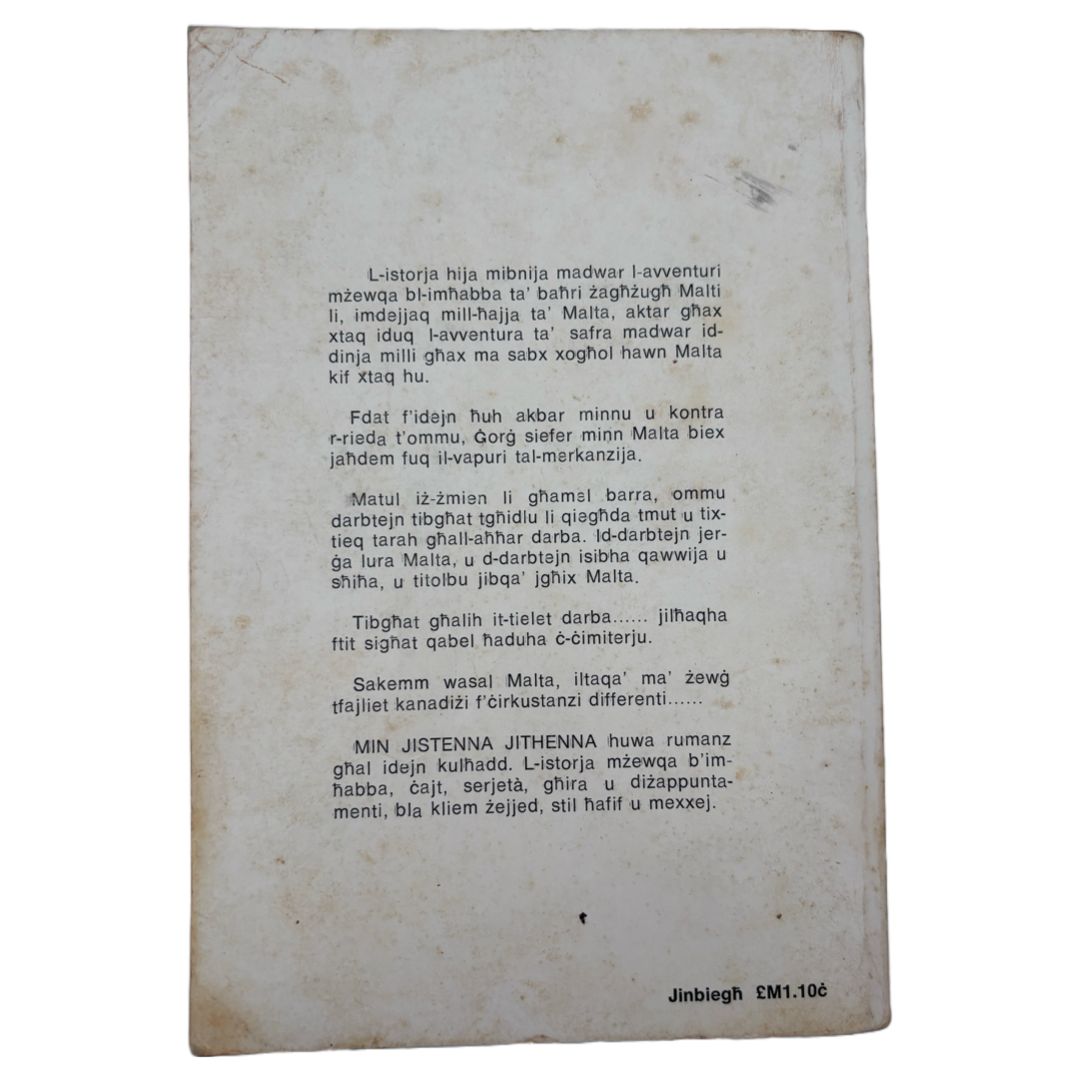 L-istorja hija mibnija madwar l-avventuri
mżewqa bl-imħabba ta' baħri żagħżugħ Malti
li, imdejjaq mill-ħajja ta' Malta, aktar għax
xtaq iduq l-avventura ta' safra madwar id-
dinja milli għax ma sabx xogħol hawn Malta
kif xtaq hu.
Fdat f'idejn ħuh akbar minnu u kontra
r-rieda t'ommu, Ġorġ siefer minn Malta biex
jaħdem fuq il-vapuri tal-merkanzija.
Matul iż-żmien li għamel barra, ommu
darbtejn tibgħat tgħidlu li qiegħda tmut u tix-
tieq tarah għall-aħħar darba. Id-darbtejn jer-
ġa lura Malta, u d-darbtejn isibha qawwija u
sħiħa, u titolbu jibqa' jgħix Malta.
Tibgħat għalih it-tielet darba...... jilħaqha
ftit sigħat qabel ħaduha ċ-ċimiterju.
Sakemm wasal Malta, iltaqa' ma' żewġ
tfajliet kanadiżi f'ċirkustanzi differenti......
MIN JISTENNA JITHENNA huwa rumanz
għal idejn kulħadd. L-istorja mżewqa b'im-
ħabba, ċajt, serjetà, għira u diżappunta-
menti, bla kliem żejjed, stil ħafif u mexxej.
Jinbiegħ £M1.10ċ